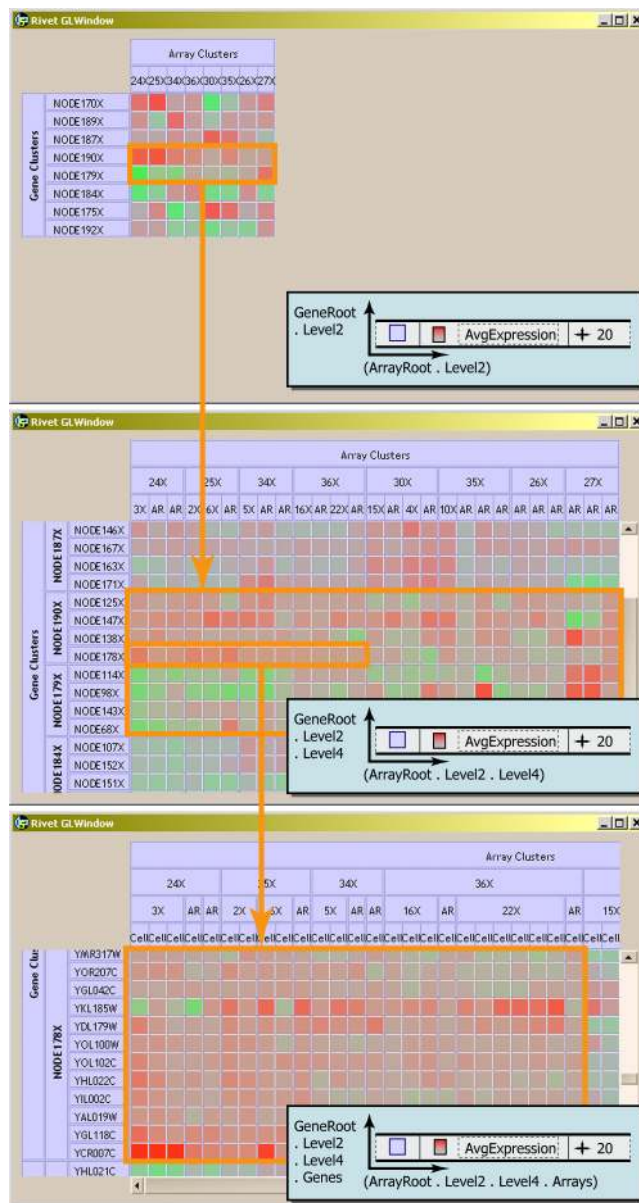 Rivet GLWindow
Array Clusters
24X 25X 34X 36X 30X 35X 26X 27X
Gene Clusters
NODE170X
NODE189X
NODE187X
NODE190X
NODE179X
NODE184X
NODE175X
NODE192X
GeneRoot
. Level2
AvgExpression + 20
(ArrayRoot . Level2)
Rivet GLWindow
Array Clusters
24X 25X 34X 36X 30X 35X 26X 27X
3X AR AR 2X 6X AR 5X AR AR 16X AR 22X AR 15X AR 4X AR 10X AR AR AR AR AR AR AR AR AR
Gene Clusters
NODE187X
NODE146X
NODE167X
NODE163X
NODE171X
NODE190X
NODE125X
NODE147X
NODE138X
NODE178X
NODE179X
NODE114X
NODE98X
NODE143X
NODE68X
NODE184X
NODE107X
NODE152X
NODE151X
GeneRoot
. Level2
. Level4
AvgExpression + 20
(ArrayRoot . Level2 . Level4)
Rivet GLWindow
Array Clusters
24X 34X 36X
3X AR AR 2X AR 5X AR AR 16X AR 22X AR 15X
Gene Clus
NODE178X
YMR317W
YOR207C
YGL042C
YKL185W
YDL179W
YOL100W
YOL102C
YHL022C
YIL002C
YAL019W
YGL118C
YCR007C
YHL021C
GeneRoot
. Level2
. Level4
. Genes
AvgExpression + 20
(ArrayRoot . Level2 . Level4 . Arrays)